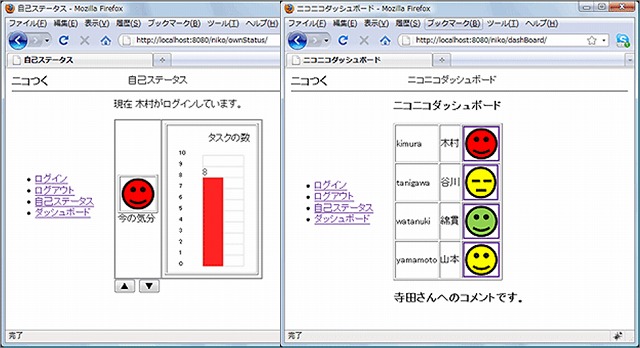 自己ステータス - Mozilla Firefox
ファイル(F) 編集(E) 表示(V) 履歴(S) ブックマーク(B) ツール(T) ヘルプ(H)
http://localhost:8080/niko/ownStatus/
自己ステータス
ニコつく
自己ステータス
現在 木村がログインしています。
ログイン
ログアウト
自己ステータス
ダッシュボード
今の気分
タスクの数
10
9
8
8
7
6
5
4
3
2
1
0
完了
ニコニコダッシュボード - Mozilla Firefox
ファイル(F) 編集(E) 表示(V) 履歴(S) ブックマーク(B) ツール(T) ヘルプ(H)
http://localhost:8080/niko/dashBoard/
ニコニコダッシュボード
ニコつく
ニコニコダッシュボード
ニコニコダッシュボード
ログイン
ログアウト
自己ステータス
ダッシュボード
kimura 木村
tanigawa 谷川
watanuki 綿貫
yamamoto 山本
寺田さんへのコメントです。
完了